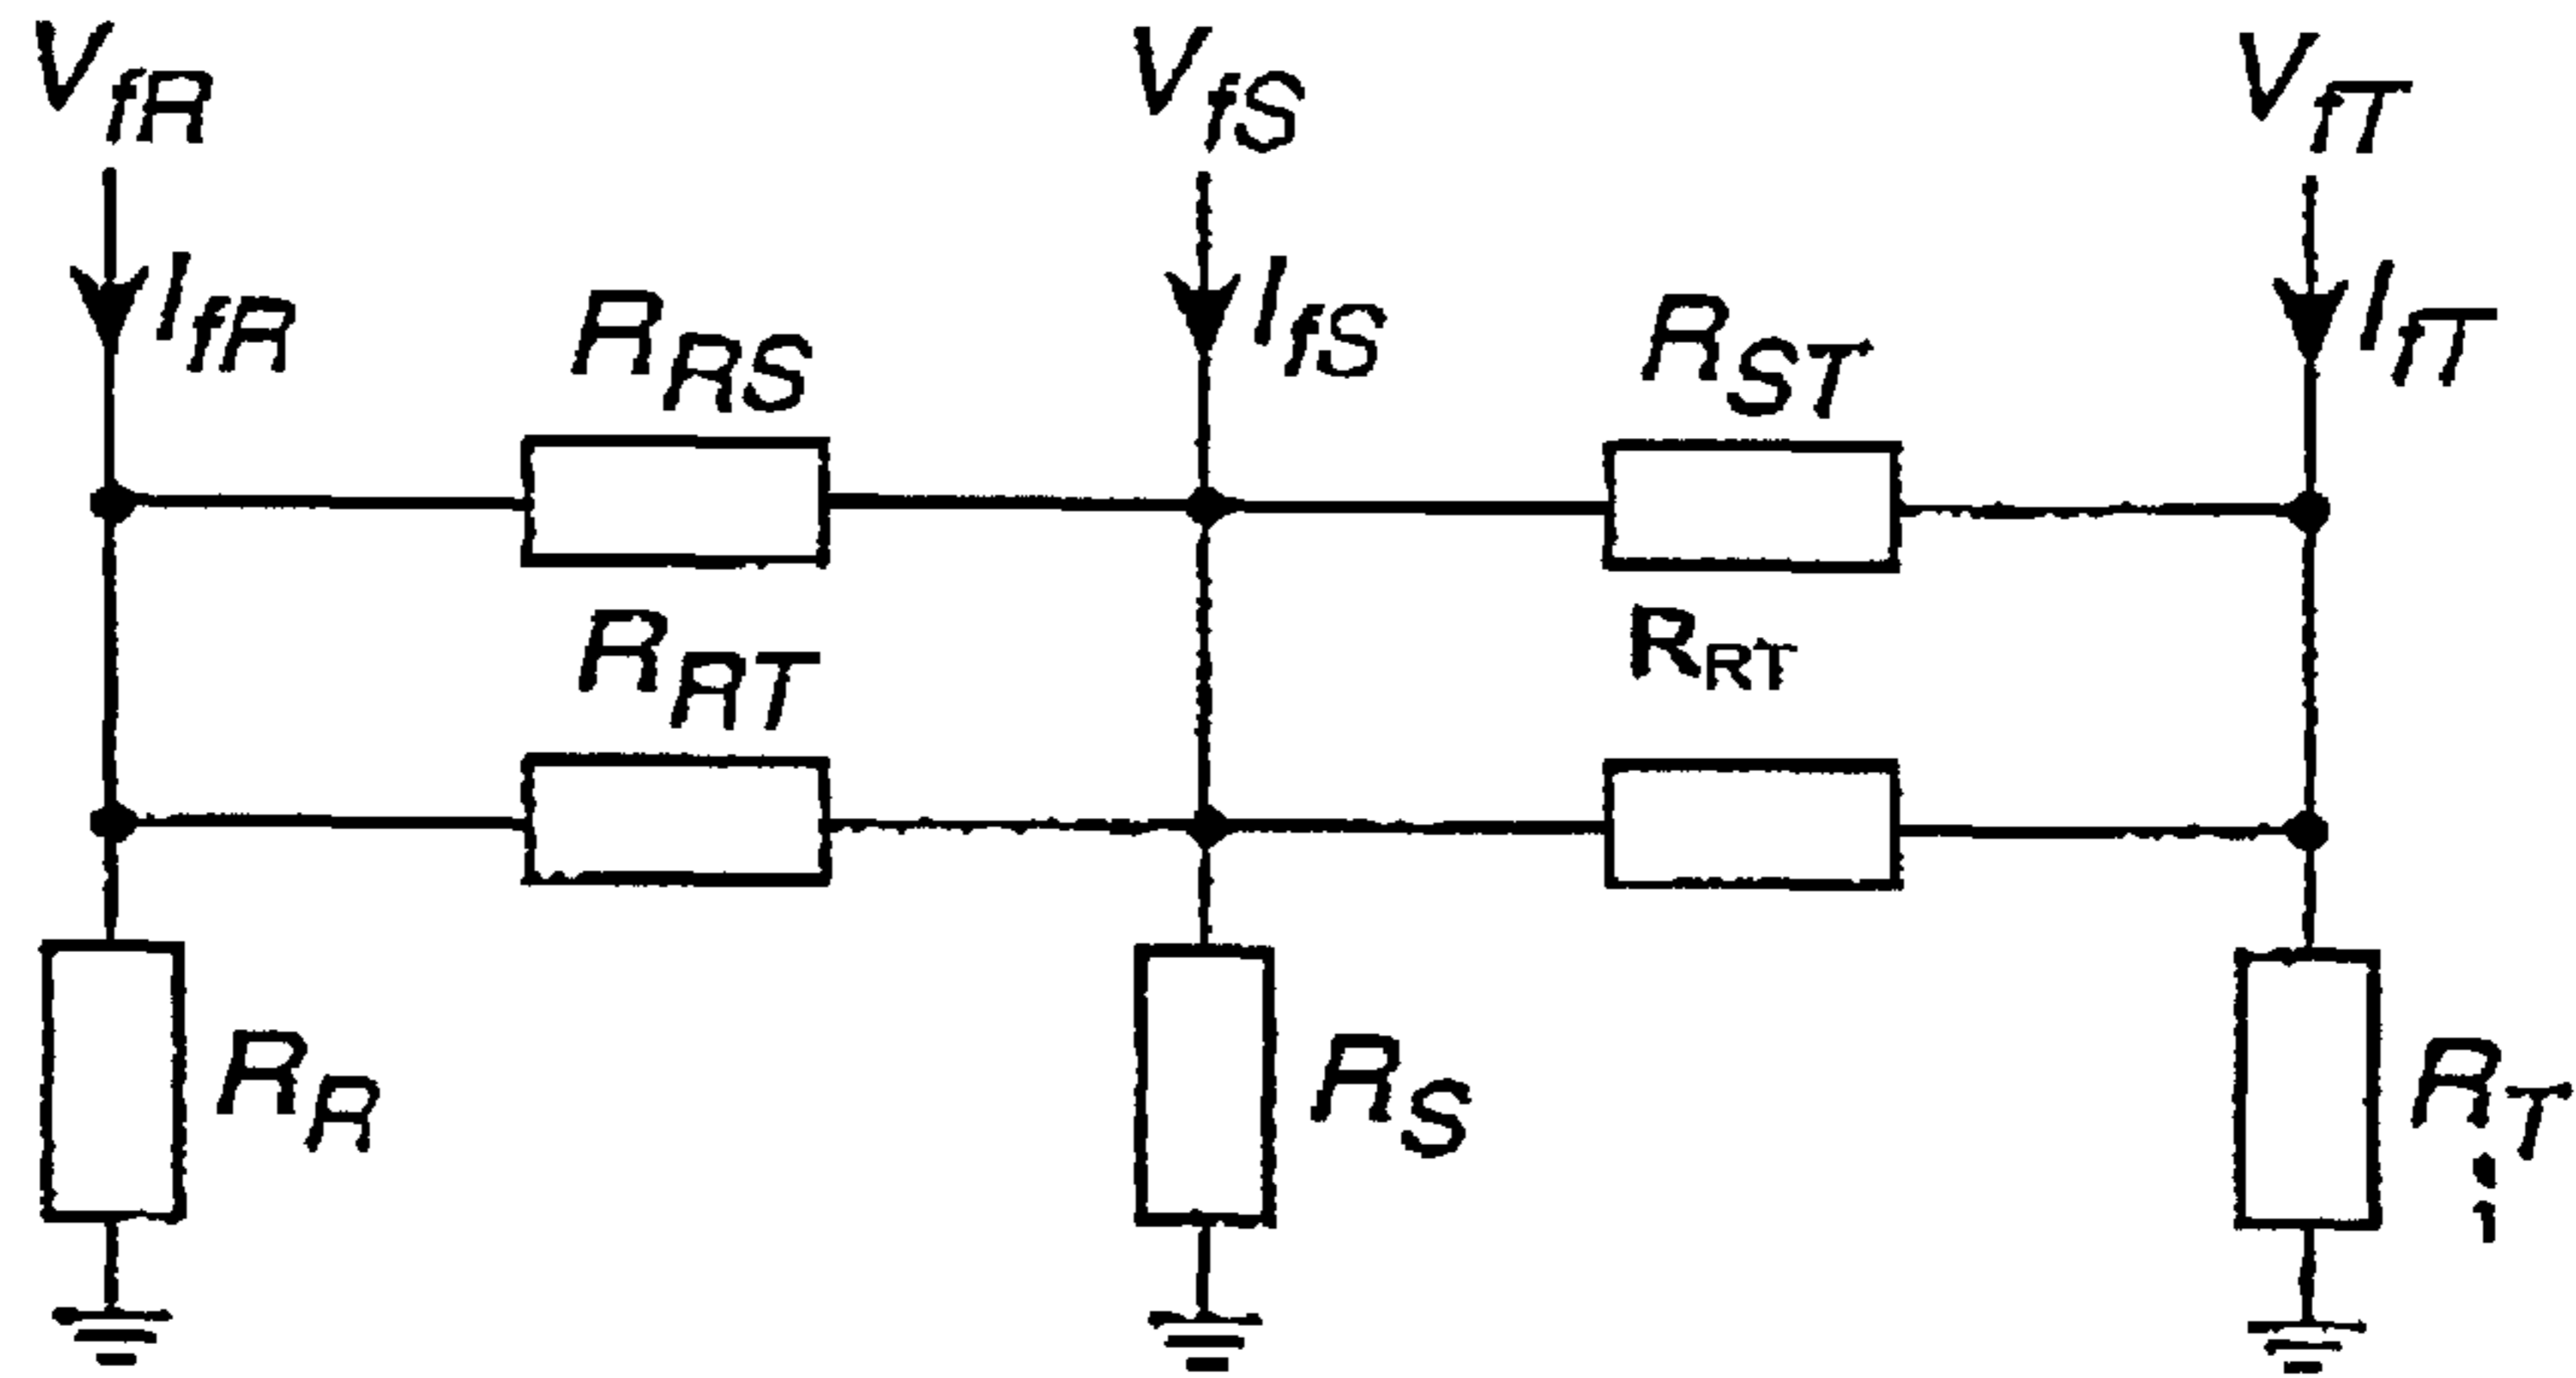 VfR VfS VfT
IfR IfS IfT
RRS RST
RRT RRT
RR RS RT